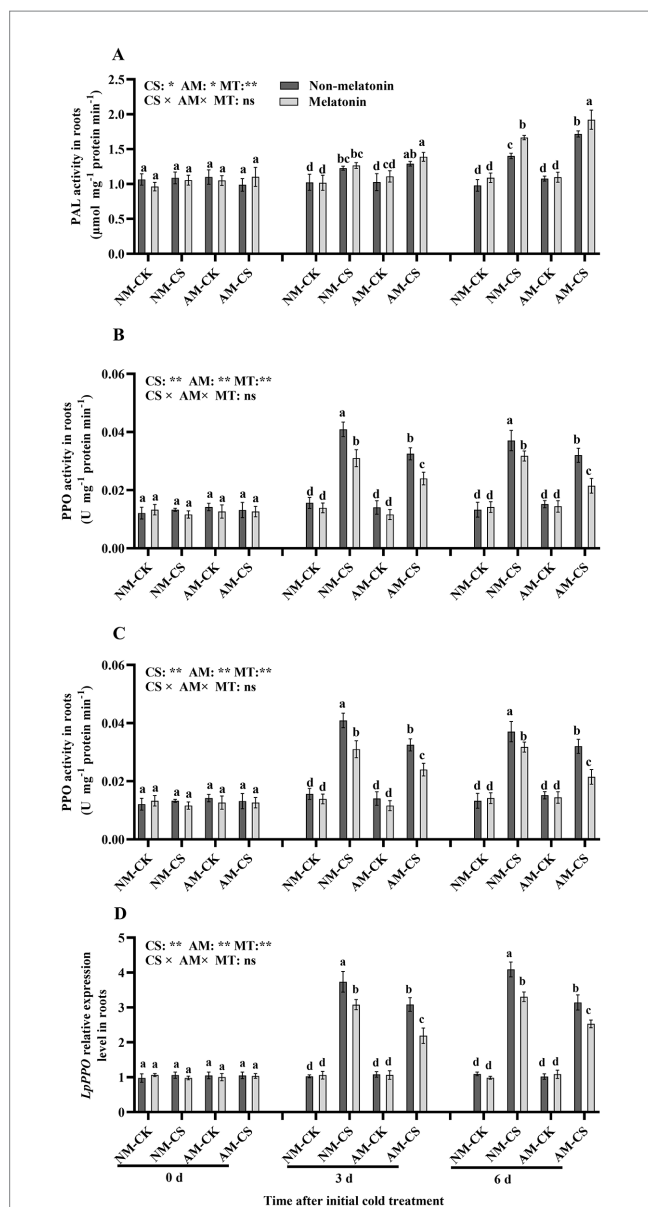 A
CS: * AM: * MT:**
CS × AM× MT: ns
Non-melatonin
Melatonin
PAL activity in roots
(μmol mg⁻¹ protein min⁻¹)
2.5
2.0
1.5
1.0
0.5
0.0
a a a a a a a a
d d bc bc d cd ab a
d d c b d d b a
NM-CK NM-CS AM-CK AM-CS NM-CK NM-CS AM-CK AM-CS NM-CK NM-CS AM-CK AM-CS
B
CS: ** AM: ** MT:**
CS × AM× MT: ns
PPO activity in roots
(U mg⁻¹ protein min⁻¹)
0.06
0.04
0.02
0.00
a a a a a a a a
d d a b d d b c
d d a b d d b c
NM-CK NM-CS AM-CK AM-CS NM-CK NM-CS AM-CK AM-CS NM-CK NM-CS AM-CK AM-CS
C
CS: ** AM: ** MT:**
CS × AM× MT: ns
PPO activity in roots
(U mg⁻¹ protein min⁻¹)
0.06
0.04
0.02
0.00
a a a a a a a a
d d a b d d b c
d d a b d d b c
NM-CK NM-CS AM-CK AM-CS NM-CK NM-CS AM-CK AM-CS NM-CK NM-CS AM-CK AM-CS
D
CS: ** AM: ** MT:**
CS × AM× MT: ns
LpPPO relative expression
level in roots
5
4
3
2
1
0
a a a a a a a a
d d a b d d b c
d d a b d d b c
NM-CK NM-CS AM-CK AM-CS NM-CK NM-CS AM-CK AM-CS NM-CK NM-CS AM-CK AM-CS
0 d 3 d 6 d
Time after initial cold treatment